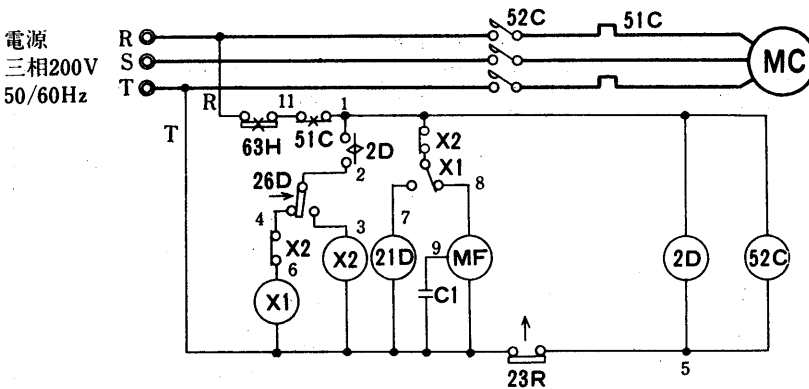 電源
三相200V
50/60Hz
R
S
T
52C
51C
MC
R
T
63H
11
51C
1
2D
2
26D
4
3
X2
6
X1
X2
X2
X1
7
8
21D
9
MF
C1
2D
52C
23R
5